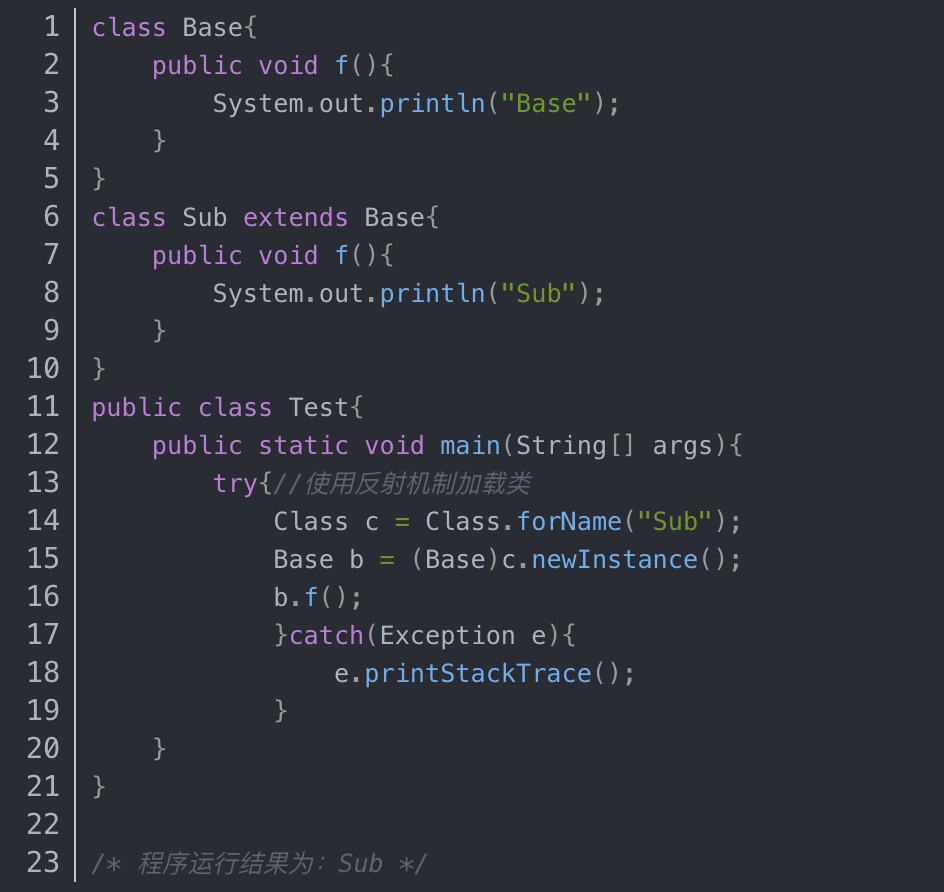 1 class Base{
2     public void f(){
3         System.out.println("Base");
4     }
5 }
6 class Sub extends Base{
7     public void f(){
8         System.out.println("Sub");
9     }
10 }
11 public class Test{
12     public static void main(String[] args){
13         try{//使用反射机制加载类
14             Class c = Class.forName("Sub");
15             Base b = (Base)c.newInstance();
16             b.f();
17             }catch(Exception e){
18                 e.printStackTrace();
19             }
20     }
21 }
22
23 /* 程序运行结果为：Sub */